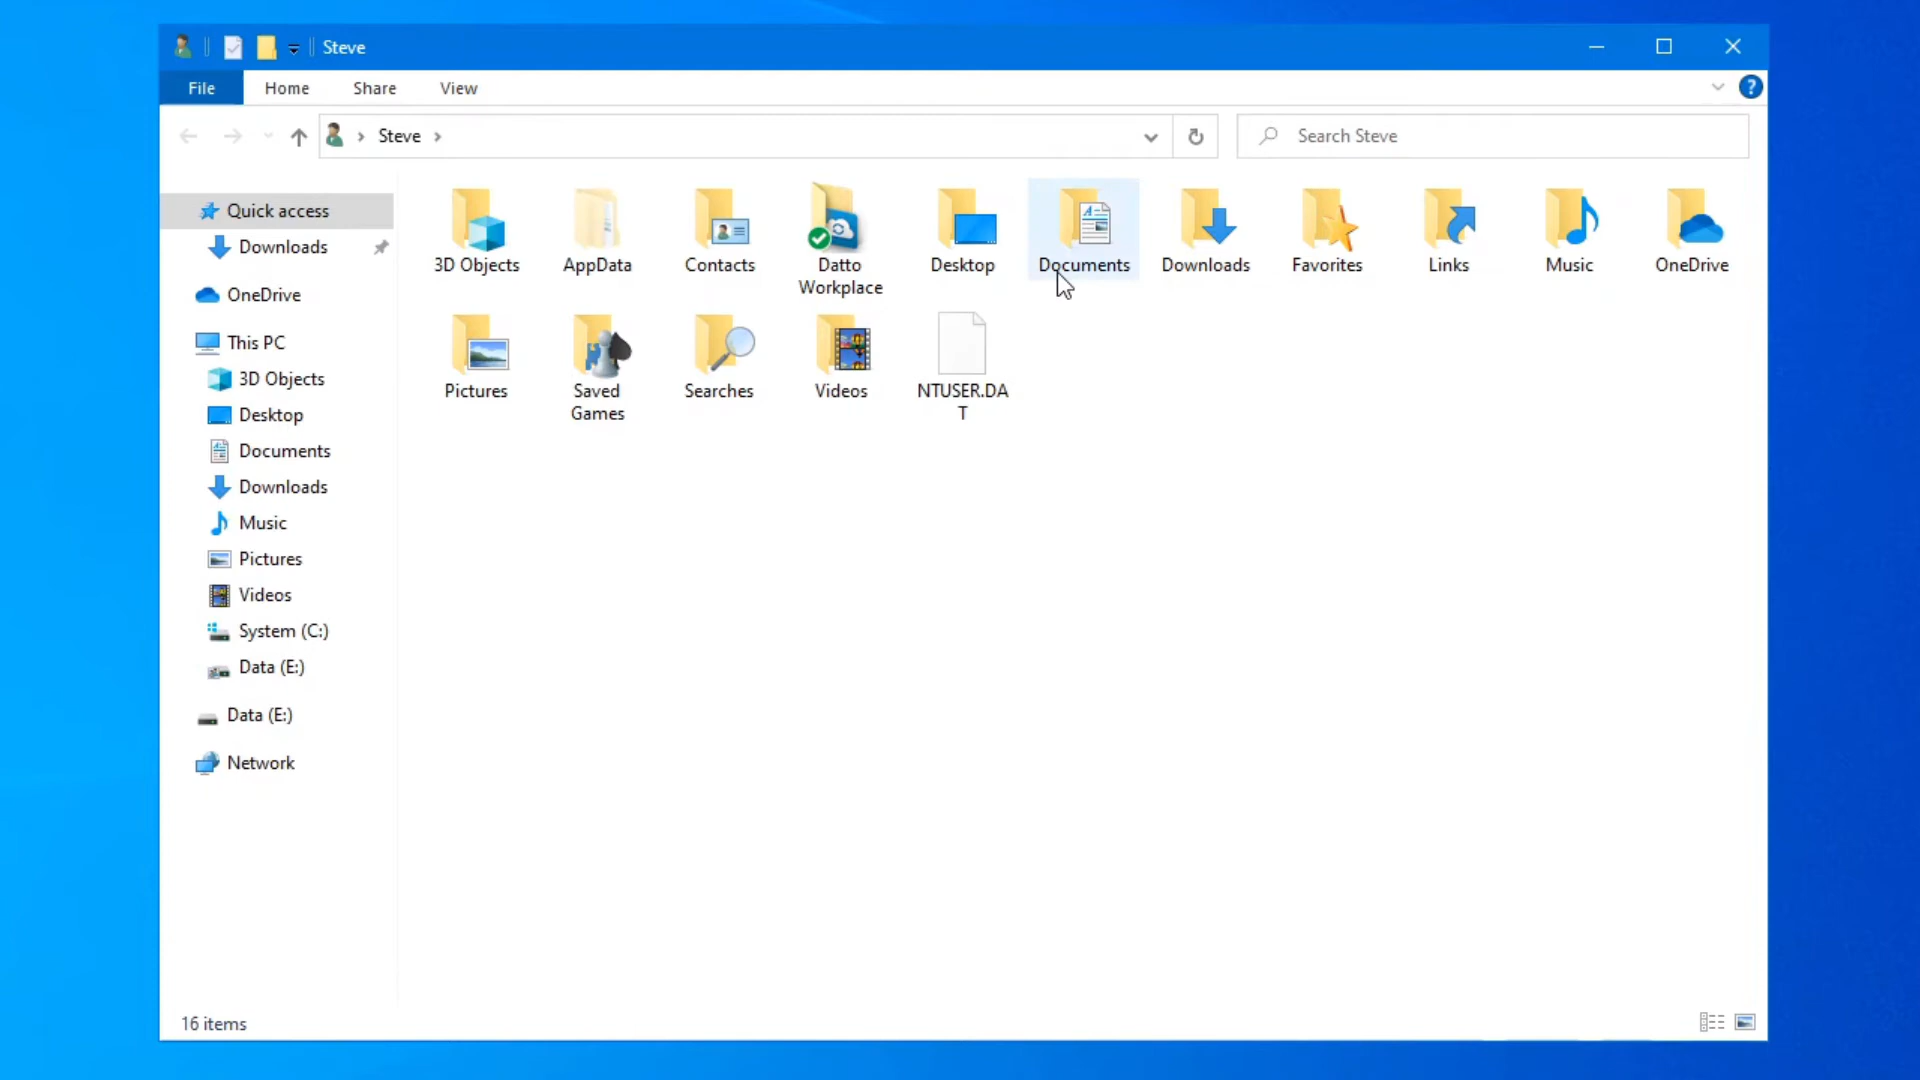 Steve
File Home Share View
?
Steve
Search Steve
Quick access
Downloads
OneDrive
This PC
3D Objects
Desktop
Documents
Downloads
Music
Pictures
Videos
System (C:)
Data (E:)
Data (E:)
Network
3D Objects
AppData
Contacts
Datto
Workplace
Desktop
Documents
Downloads
Favorites
Links
Music
OneDrive
Pictures
Saved
Games
Searches
Videos
NTUSER.DA
T
16 items